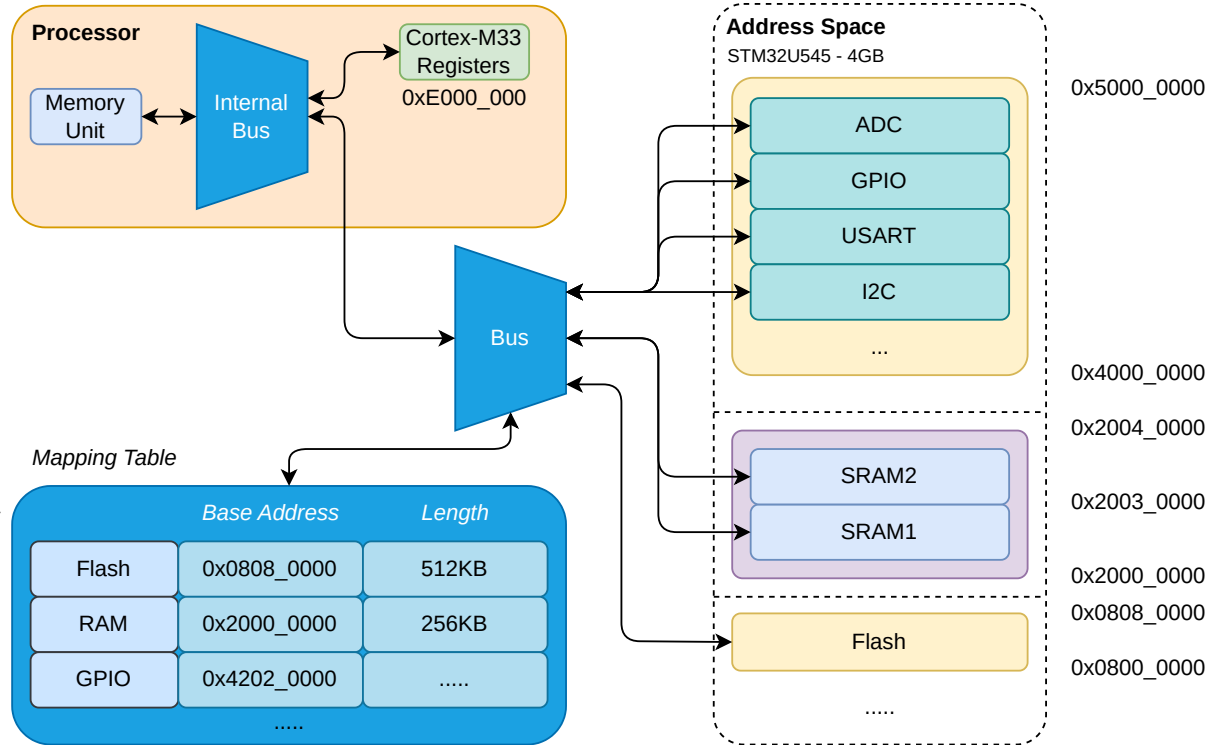 Processor
Memory
Unit
Internal
Bus
Cortex-M33
Registers
0xE000_000
Bus
Address Space
STM32U545 - 4GB
ADC
GPIO
USART
I2C
...
SRAM2
SRAM1
Flash
.....
0x5000_0000
0x4000_0000
0x2004_0000
0x2003_0000
0x2000_0000
0x0808_0000
0x0800_0000
Mapping Table
Base Address Length
Flash 0x0808_0000 512KB
RAM 0x2000_0000 256KB
GPIO 0x4202_0000 .....
.....